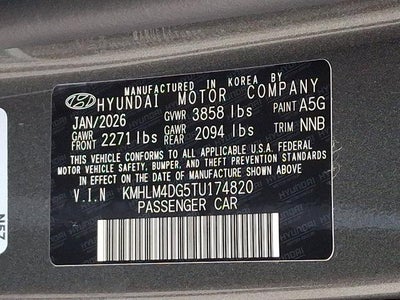 MANUFACTURED IN KOREA BY
HYUNDAI MOTOR COMPANY
JAN/2026 GVWR 3858 lbs PAINT A5G
GAWR FRONT 2271 lbs GAWR REAR 2094 lbs TRIM NNB
THIS VEHICLE CONFORMS TO ALL APPLICABLE U.S.A. FEDERAL
MOTOR VEHICLE SAFETY, BUMPER, AND THEFT PREVENTION STANDARDS
IN EFFECT ON THE DATE OF MANUFACTURE SHOWN ABOVE.
V.I.N KMHLM4DG5TU174820
PASSENGER CAR